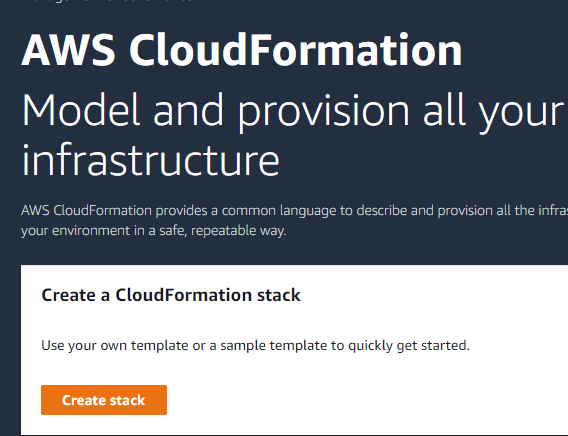 AWS CloudFormation
Model and provision all your
infrastructure
AWS CloudFormation provides a common language to describe and provision all the
your environment in a safe, repeatable way.
Create a CloudFormation stack
Use your own template or a sample template to quickly get started.
Create stack